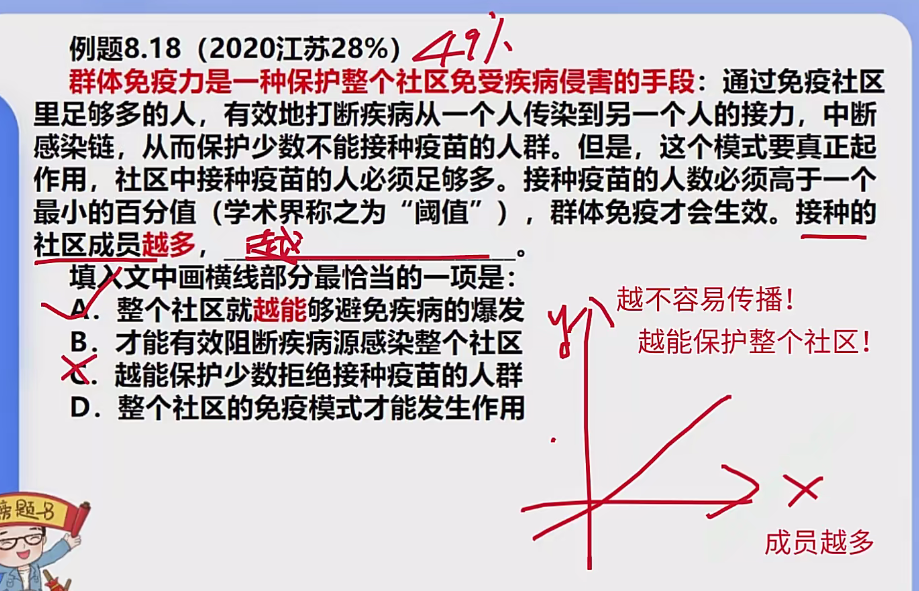 例题8.18（2020江苏28%）49%
群体免疫力是一种保护整个社区免受疾病侵害的手段：通过免疫社区
里足够多的人，有效地打断疾病从一个人传染到另一个人的接力，中断
感染链，从而保护少数不能接种疫苗的人群。但是，这个模式要真正起
作用，社区中接种疫苗的人必须足够多。接种疫苗的人数必须高于一个
最小的百分值（学术界称之为“阈值”），群体免疫才会生效。接种的
社区成员越多，__越__。
填入文中画横线部分最恰当的一项是：
A．整个社区就越能够避免疾病的爆发
B．才能有效阻断疾病源感染整个社区
C．越能保护少数拒绝接种疫苗的人群
D．整个社区的免疫模式才能发生作用
y
越不容易传播！
越能保护整个社区！
x
成员越多
榜题